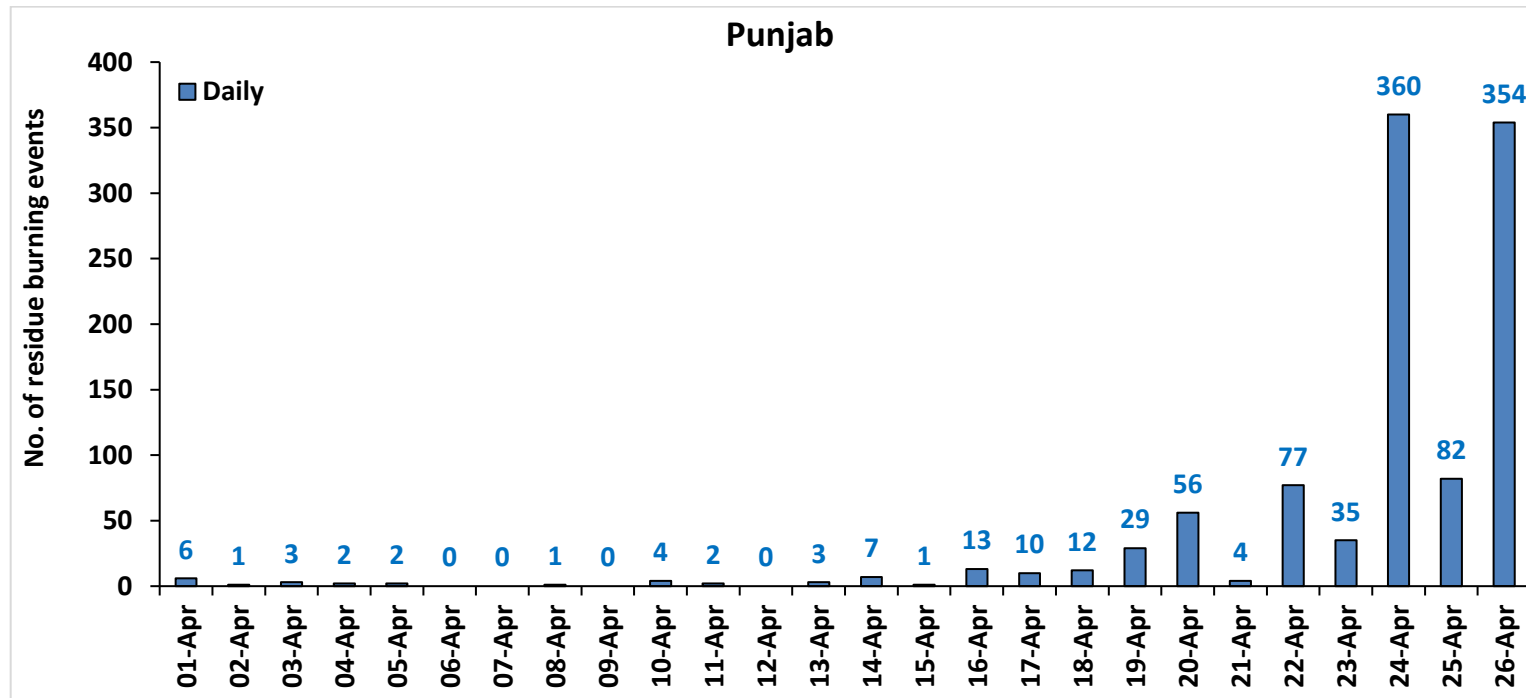 Punjab
No. of residue burning events
400
350
300
250
200
150
100
50
0
Daily
6 1 3 2 2 0 0 1 0 4 2 0 3 7 1 13 10 12 29 56 4 77 35 360 82 354
01-Apr
02-Apr
03-Apr
04-Apr
05-Apr
06-Apr
07-Apr
08-Apr
09-Apr
10-Apr
11-Apr
12-Apr
13-Apr
14-Apr
15-Apr
16-Apr
17-Apr
18-Apr
19-Apr
20-Apr
21-Apr
22-Apr
23-Apr
24-Apr
25-Apr
26-Apr